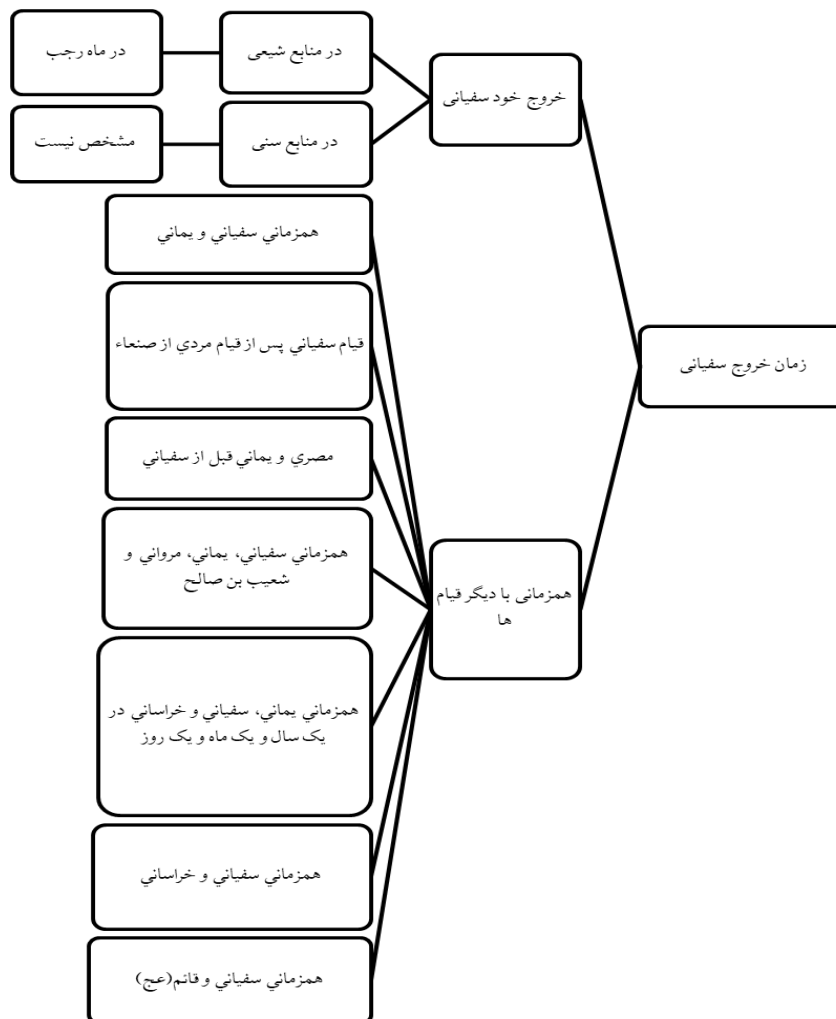 زمان خروج سفیانی
خروج خود سفیانی
در منابع شیعی
در ماه رجب
در منابع سنی
مشخص نیست
همزمانی با دیگر قیام
ها
همزماني سفياني و يماني
قيام سفياني پس از قيام مردي از صنعاء
مصري و يماني قبل از سفياني
همزماني سفياني، يماني، مرواني و
شعيب بن صالح
همزماني يماني، سفياني و خراساني در
یک سال و یک ماه و یک روز
همزماني سفياني و خراساني
همزماني سفياني و قائم(عج)